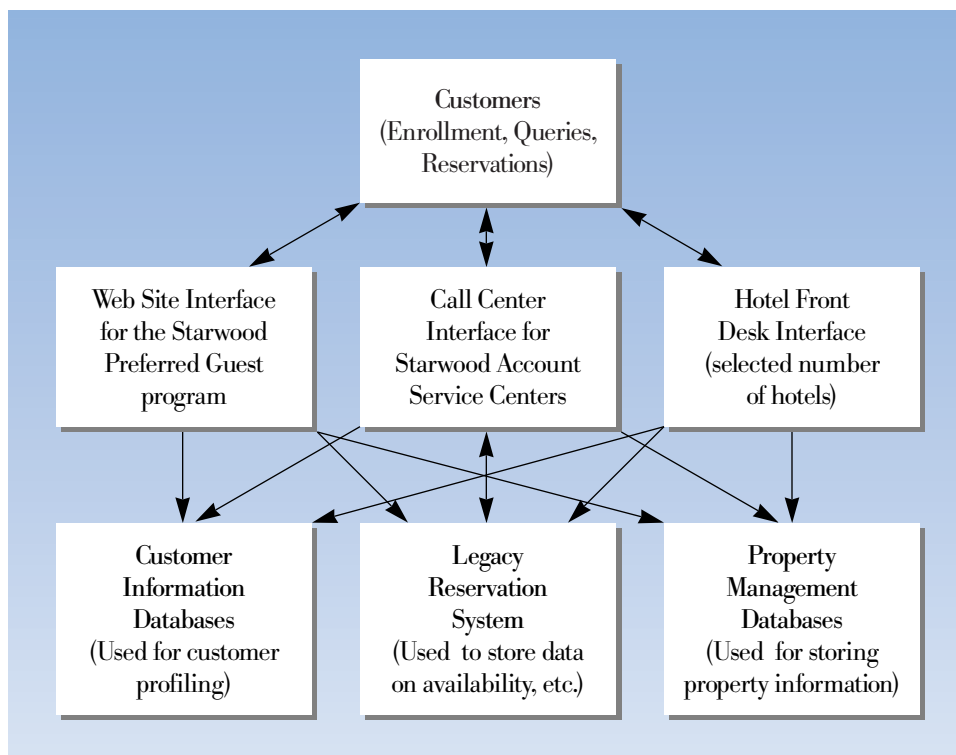 Customers
(Enrollment, Queries,
Reservations)
Web Site Interface
for the Starwood
Preferred Guest
program
Call Center
Interface for
Starwood Account
Service Centers
Hotel Front
Desk Interface
(selected number
of hotels)
Customer
Information
Databases
(Used for customer
profiling)
Legacy
Reservation
System
(Used to store data
on availability, etc.)
Property
Management
Databases
(Used for storing
property information)